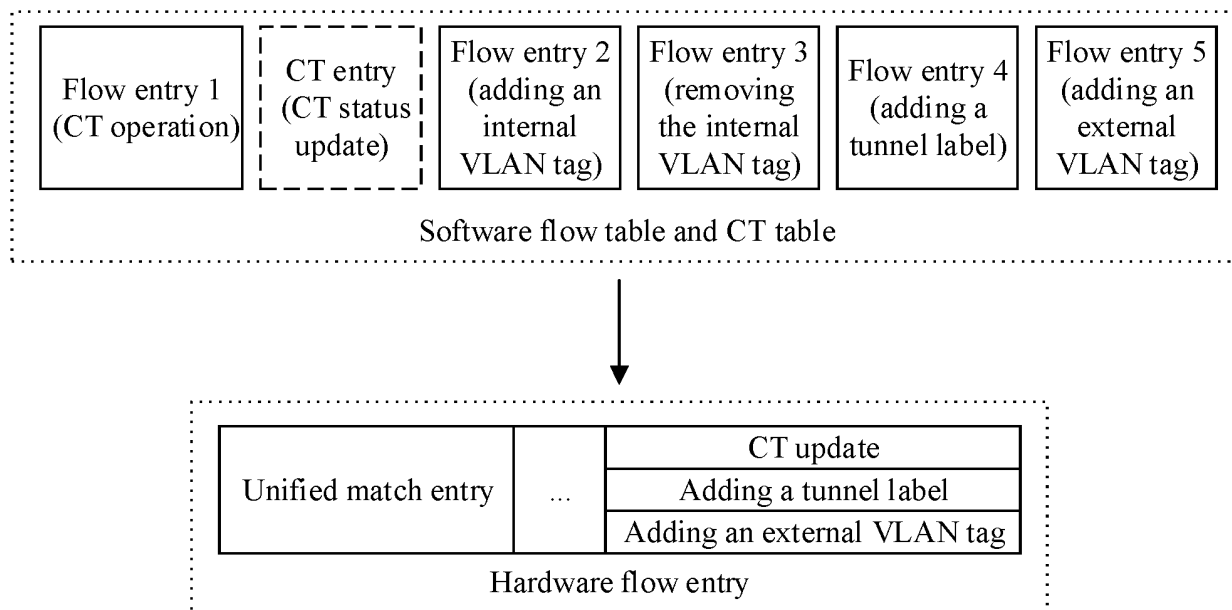 Flow entry 1
(CT operation)
CT entry
(CT status
update)
Flow entry 2
(adding an
internal
VLAN tag)
Flow entry 3
(removing
the internal
VLAN tag)
Flow entry 4
(adding a
tunnel label)
Flow entry 5
(adding an
external
VLAN tag)
Software flow table and CT table
Unified match entry
...
CT update
Adding a tunnel label
Adding an external VLAN tag
Hardware flow entry